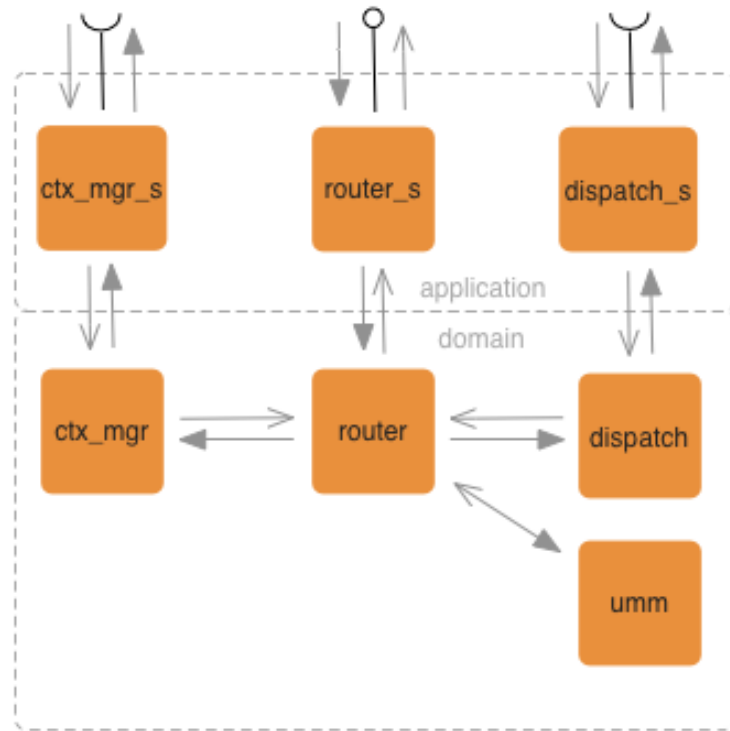 ctx_mgr_s
router_s
dispatch_s
application
domain
ctx_mgr
router
dispatch
umm